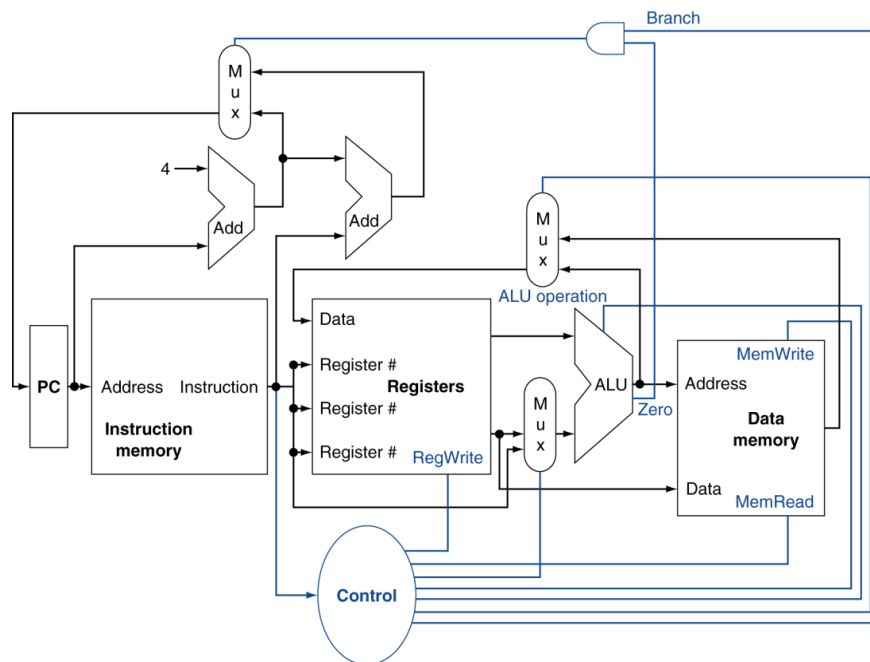 Branch
M
u
x
4
Add
Add
M
u
x
ALU operation
Data
Register #
Register #
Register #
Registers
RegWrite
PC
Address
Instruction
Instruction
memory
M
u
x
ALU
Zero
MemWrite
Address
Data
memory
Data
MemRead
Control